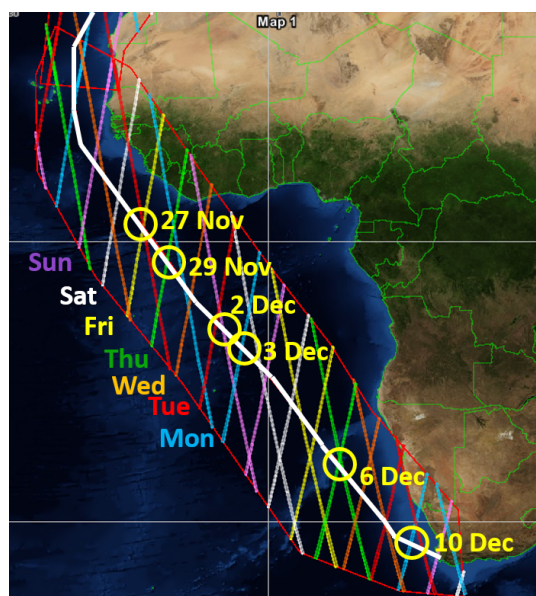 Map 1
27 Nov
29 Nov
Sun
Sat
2 Dec
Fri
3 Dec
Thu
Wed
Tue
Mon
6 Dec
10 Dec